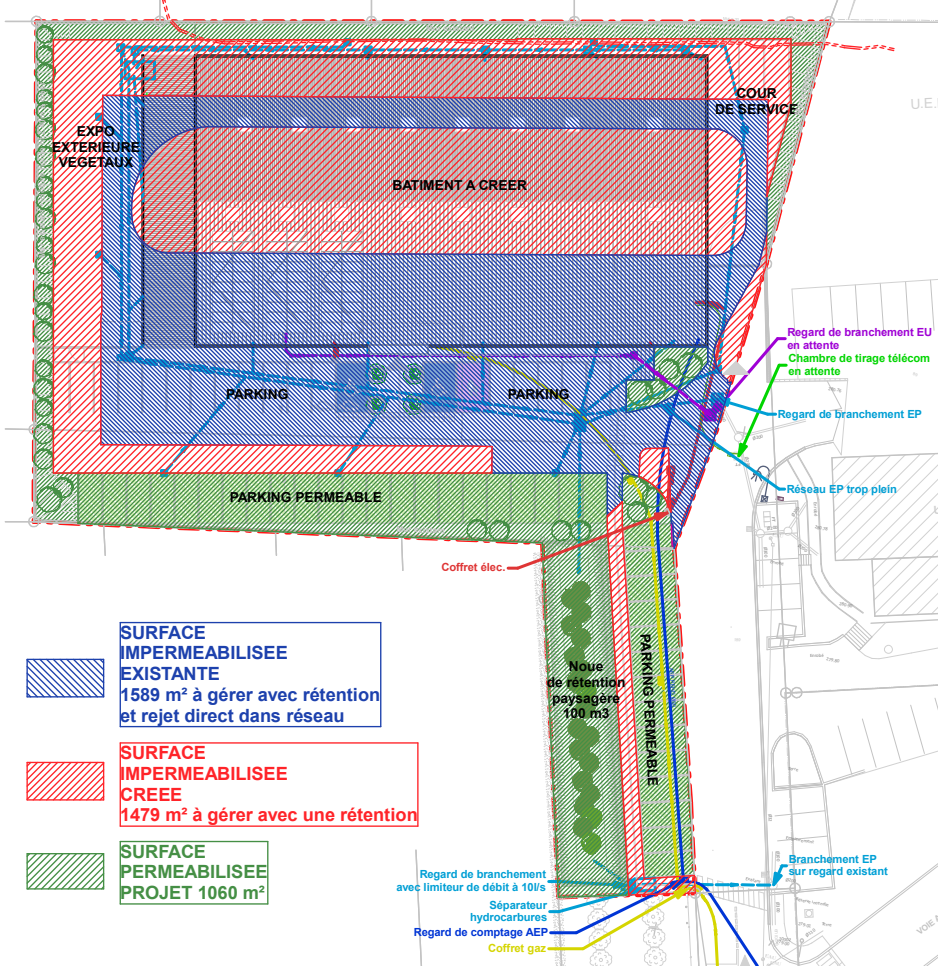 COUR
DE SERVICE
U.E.
EXPO
EXTERIEURE
VEGETAUX
BATIMENT A CREER
Regard de branchement EU
en attente
Chambre de tirage télécom
en attente
PARKING
PARKING
Regard de branchement EP
Réseau EP trop plein
PARKING PERMEABLE
Coffret élec.
SURFACE
IMPERMEABILISEE
EXISTANTE
1589 m² à gérer avec rétention
et rejet direct dans réseau
Noue
de rétention
paysagère
100 m3
PARKING PERMEABLE
SURFACE
IMPERMEABILISEE
CREEE
1479 m² à gérer avec une rétention
SURFACE
PERMEABILISEE
PROJET 1060 m²
Branchement EP
sur regard existant
Regard de branchement
avec limiteur de débit à 10l/s
Séparateur
hydrocarbures
Regard de comptage AEP
Coffret gaz
VOIE